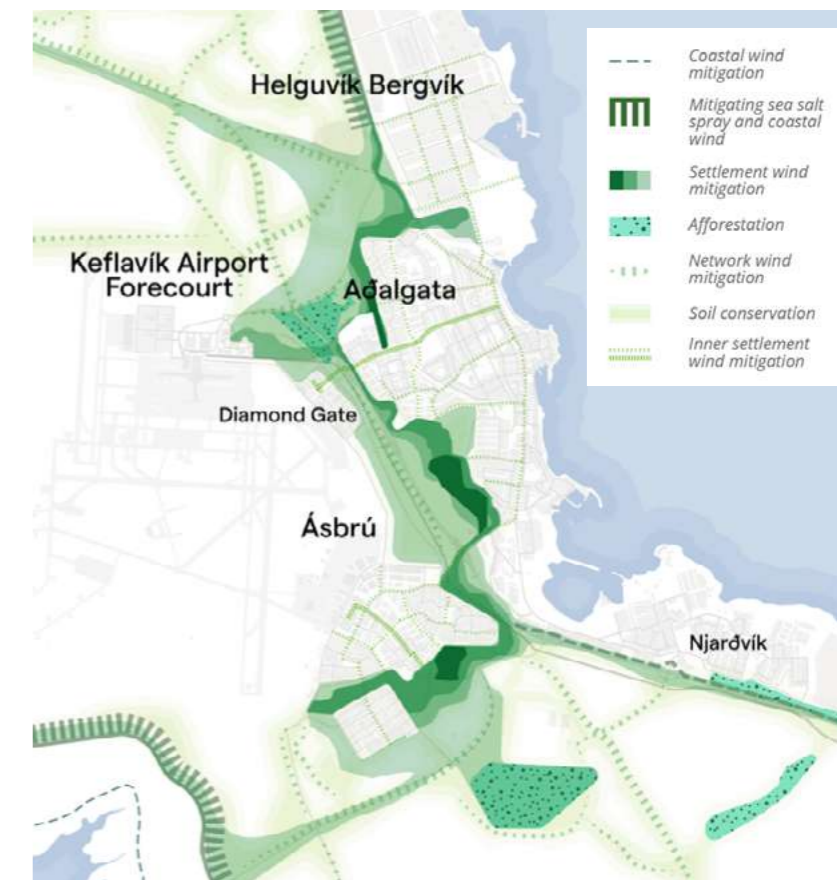 Helguvík Bergvík
Keflavík Airport
Forecourt
Aðalgata
Diamond Gate
Ásbrú
Njarðvík
Coastal wind
mitigation
Mitigating sea salt
spray and coastal
wind
Settlement wind
mitigation
Afforestation
Network wind
mitigation
Soil conservation
Inner settlement
wind mitigation